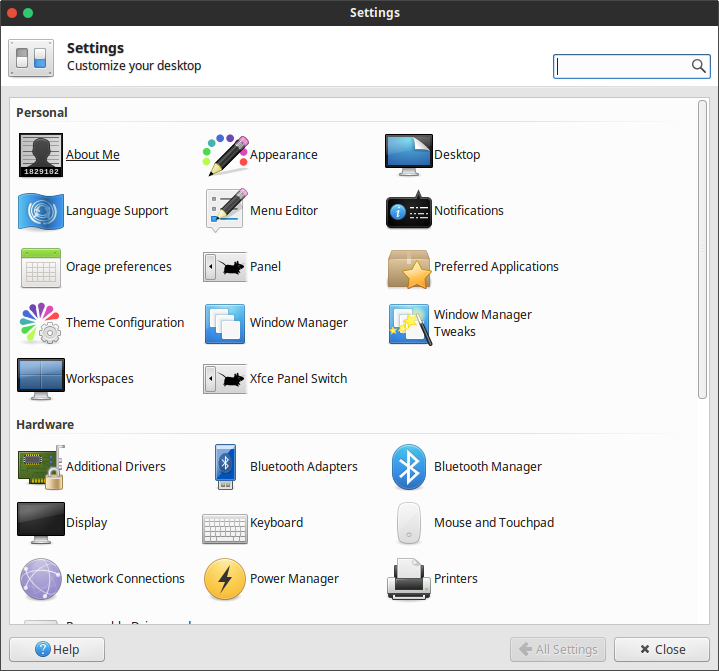 Settings
Settings
Customize your desktop
Personal
1829102
About Me
Appearance
Desktop
Language Support
Menu Editor
Notifications
Orage preferences
Panel
Preferred Applications
Theme Configuration
Window Manager
Window Manager
Tweaks
Workspaces
Xfce Panel Switch
Hardware
Additional Drivers
Bluetooth Adapters
Bluetooth Manager
Display
Keyboard
Mouse and Touchpad
Network Connections
Power Manager
Printers
Help
All Settings
Close